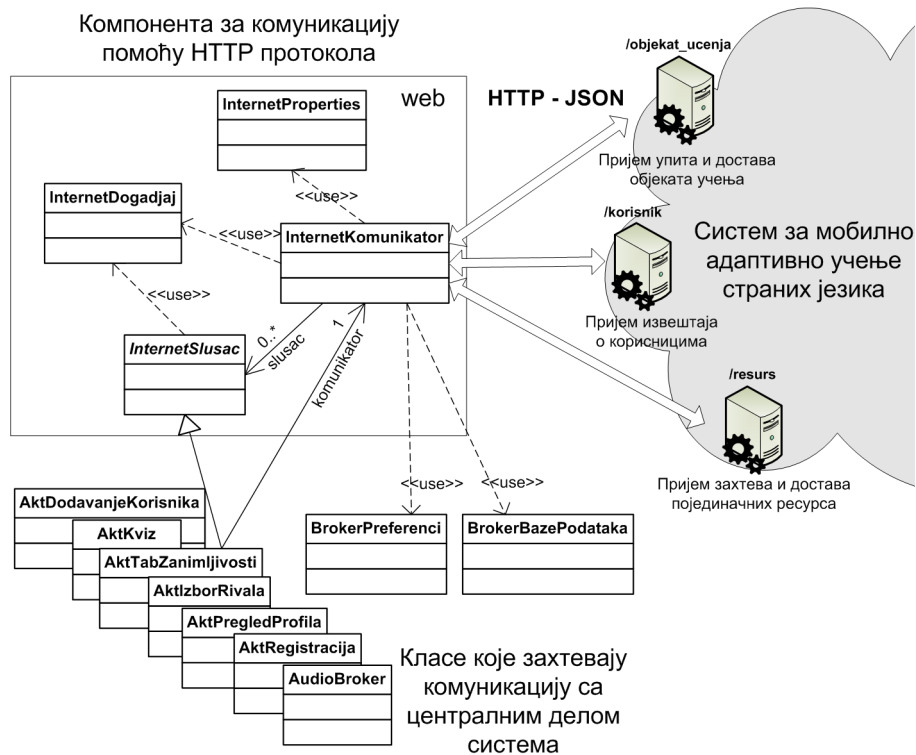 Компонента за комуникацију
помоћу HTTP протокола
web
InternetProperties
<<use>>
InternetDogadjaj
<<use>>
InternetKomunikator
<<use>>
InternetSlusac
0..*
slusac
1
komunikator
<<use>>
<<use>>
BrokerPreferenci
BrokerBazePodataka
AktDodavanjeKorisnika
AktKviz
AktTabZanimljivosti
AktIzborRivala
AktPregledProfila
AktRegistracija
AudioBroker
Класе које захтевају
комуникацију са
централним делом
система
HTTP - JSON
/objekat_ucenja
Пријем упита и достава
објеката учења
/korisnik
Пријем извештаја
о корисницима
Систем за мобилно
адаптивно учење
страних језика
/resurs
Пријем захтева и достава
појединачних ресурса